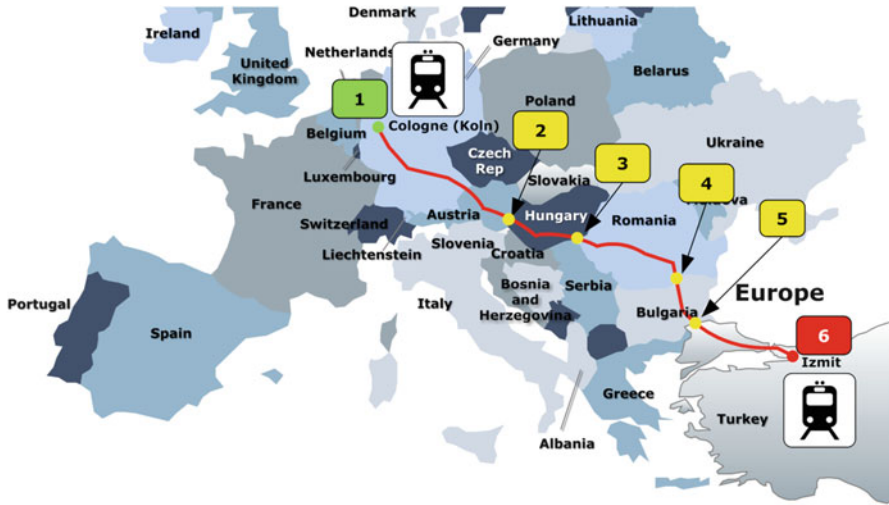 Denmark
Lithuania
Ireland
Germany
Netherlands
United
Kingdom
Belarus
1
Poland
Belgium
Cologne (Koln)
2
Ukraine
Czech
Rep
3
Luxembourg
Slovakia
4
Moldova
France
Switzerland
Austria
Hungary
Romania
5
Liechtenstein
Slovenia
Croatia
Portugal
Italy
Bosnia
and
Herzegovina
Serbia
Europe
Spain
Bulgaria
6
Izmit
Greece
Turkey
Albania